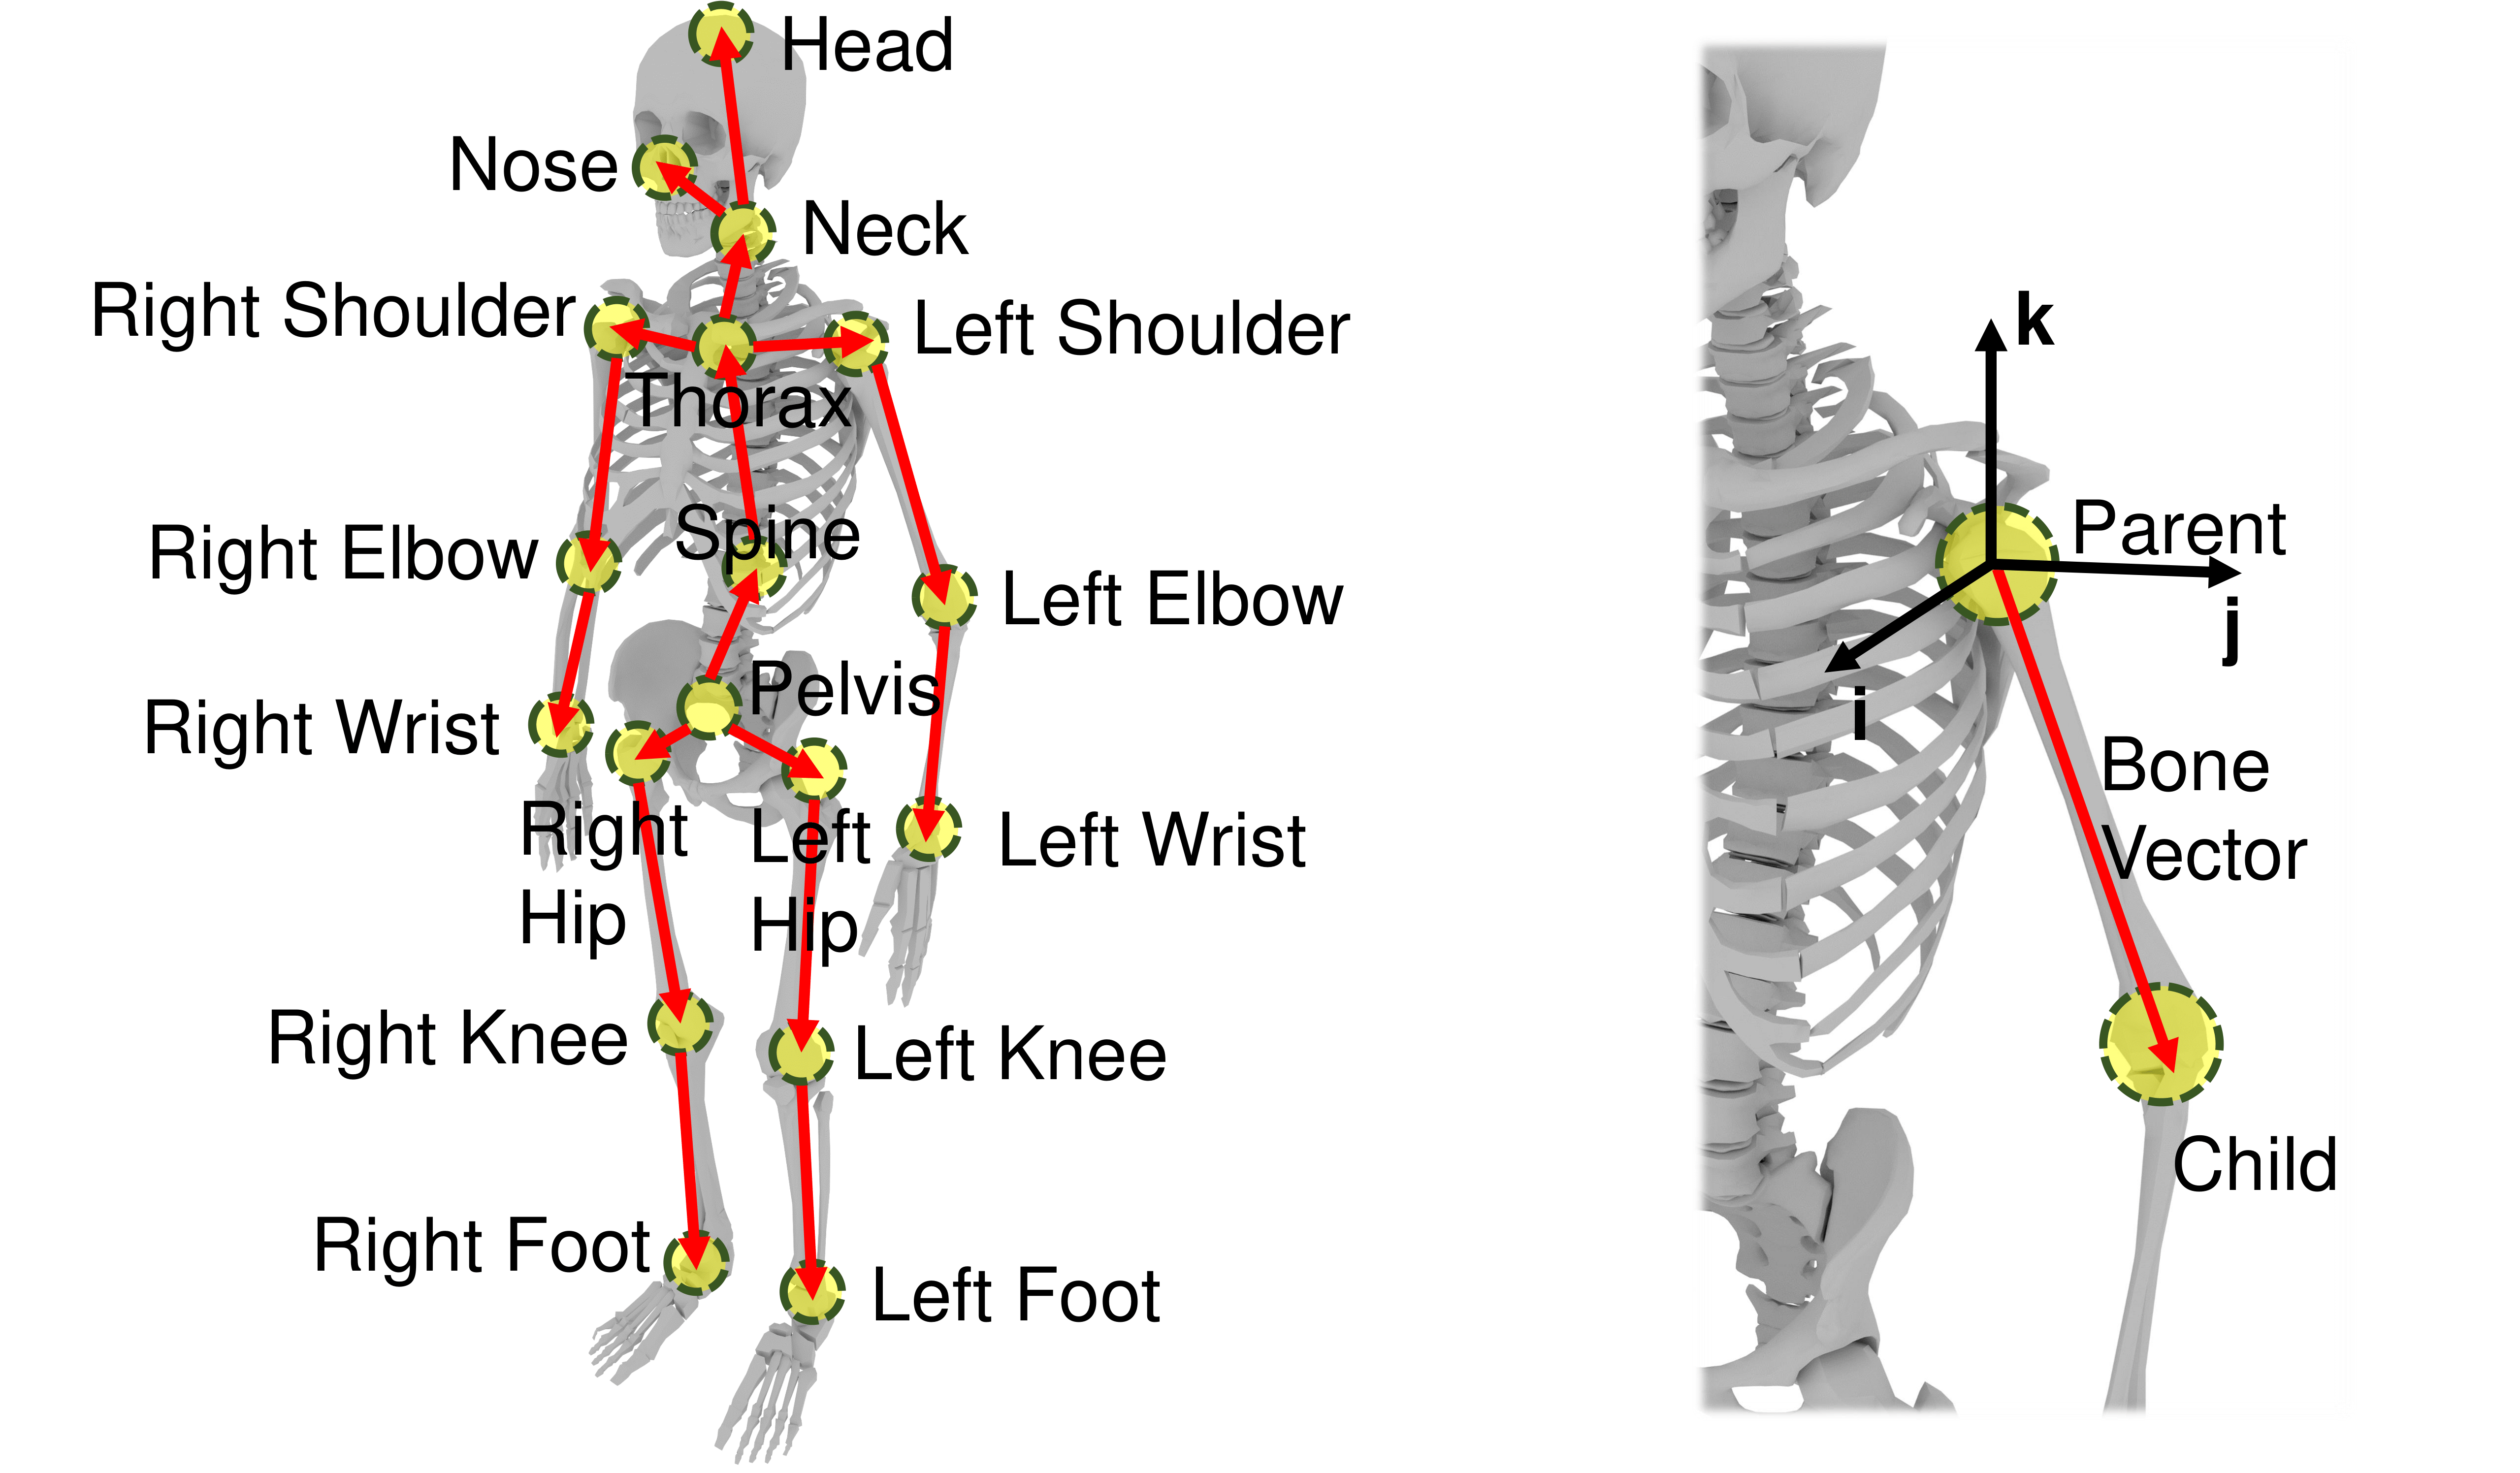 Head
Nose
Neck
Right Shoulder
Left Shoulder
Thorax
Spine
Right Elbow
Left Elbow
Pelvis
Right Wrist
Right
Hip
Left
Hip
Left Wrist
Right Knee
Left Knee
Right Foot
Left Foot
k
Parent
j
i
Bone
Vector
Child